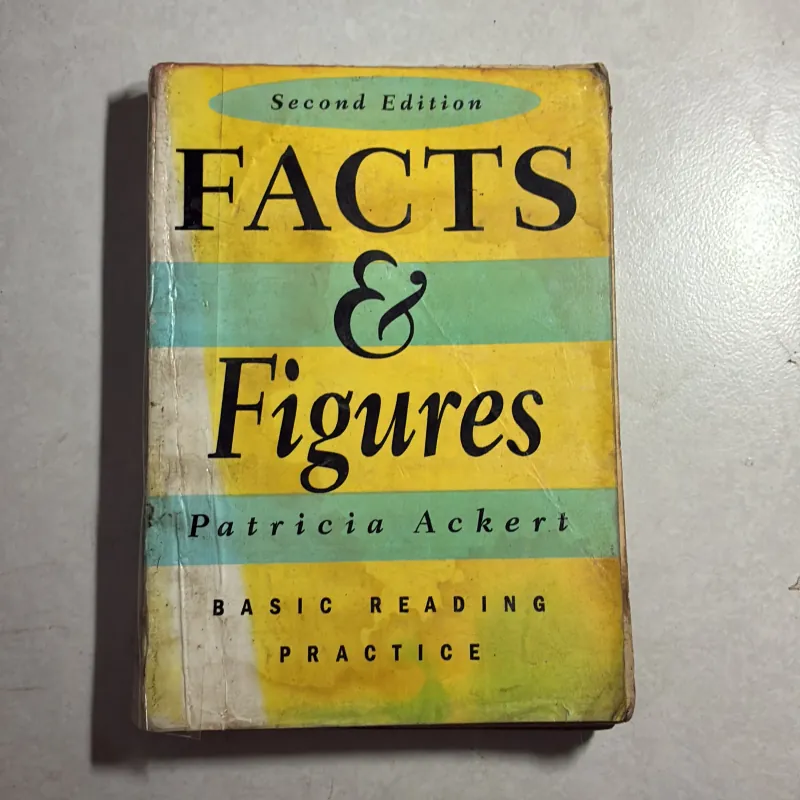 Second Edition
FACTS
&
Figures
Patricia Ackert
BASIC READING
PRACTICE